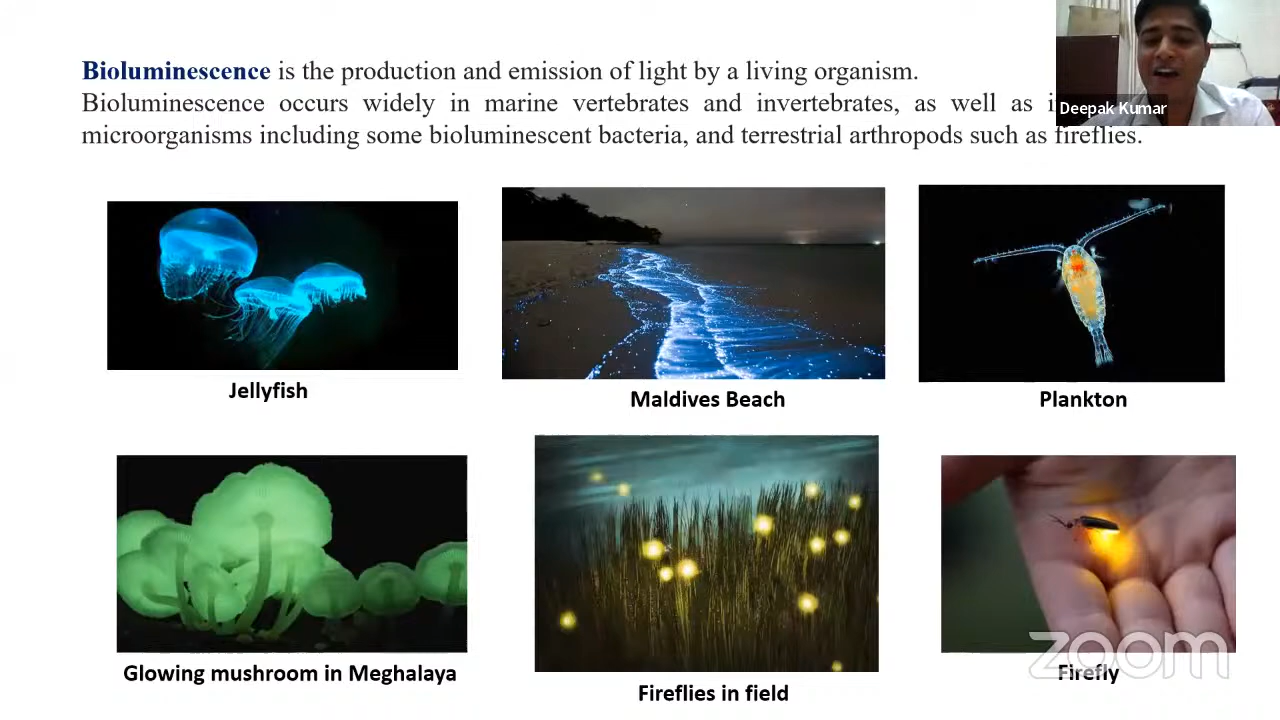 Bioluminescence is the production and emission of light by a living organism.
Bioluminescence occurs widely in marine vertebrates and invertebrates, as well as
microorganisms including some bioluminescent bacteria, and terrestrial arthropods such as fireflies.
Deepak Kumar
Jellyfish
Maldives Beach
Plankton
Glowing mushroom in Meghalaya
Fireflies in field
Firefly
zoom